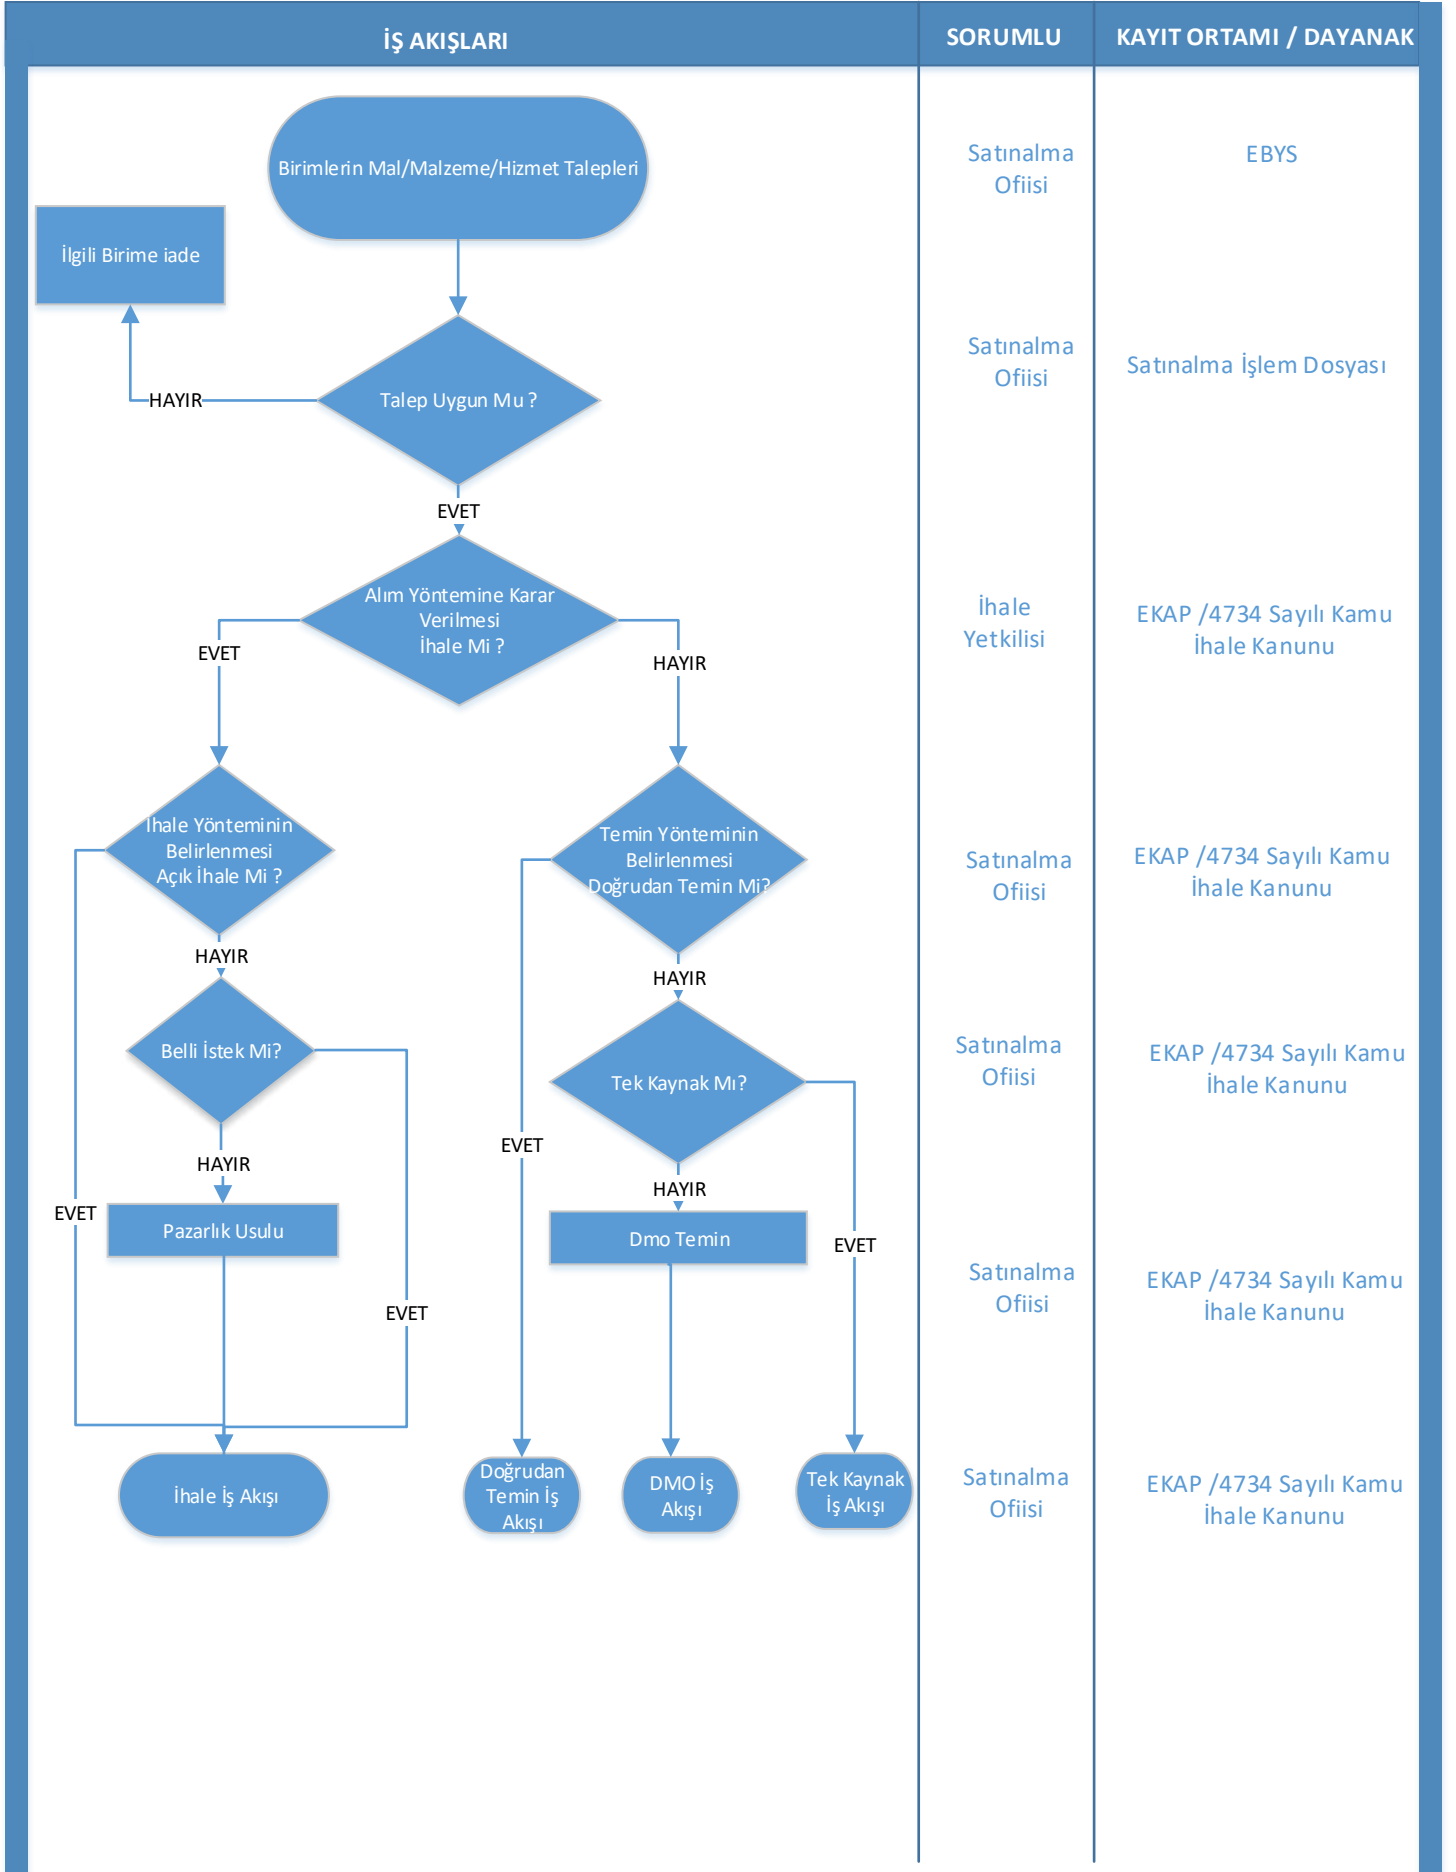 İŞ AKIŞLARI
SORUMLU
KAYIT ORTAMI / DAYANAK
Birimlerin Mal/Malzeme/Hizmet Talepleri
Satınalma
Ofiisi
EBYS
İlgili Birime iade
Talep Uygun Mu ?
HAYIR
Satınalma
Ofiisi
Satınalma İşlem Dosyası
EVET
Alım Yöntemine Karar
Verilmesi
İhale Mi ?
İhale
Yetkilisi
EKAP /4734 Sayılı Kamu
İhale Kanunu
EVET
HAYIR
İhale Yönteminin
Belirlenmesi
Açık İhale Mi ?
Temin Yönteminin
Belirlenmesi
Doğrudan Temin Mi?
Satınalma
Ofiisi
EKAP /4734 Sayılı Kamu
İhale Kanunu
HAYIR
HAYIR
Belli İstek Mi?
Tek Kaynak Mı?
Satınalma
Ofiisi
EKAP /4734 Sayılı Kamu
İhale Kanunu
EVET
HAYIR
HAYIR
EVET
Pazarlık Usulu
Dmo Temin
EVET
EVET
Satınalma
Ofiisi
EKAP /4734 Sayılı Kamu
İhale Kanunu
İhale İş Akışı
Doğrudan
Temin İş
Akışı
DMO İş
Akışı
Tek Kaynak
İş Akışı
Satınalma
Ofiisi
EKAP /4734 Sayılı Kamu
İhale Kanunu